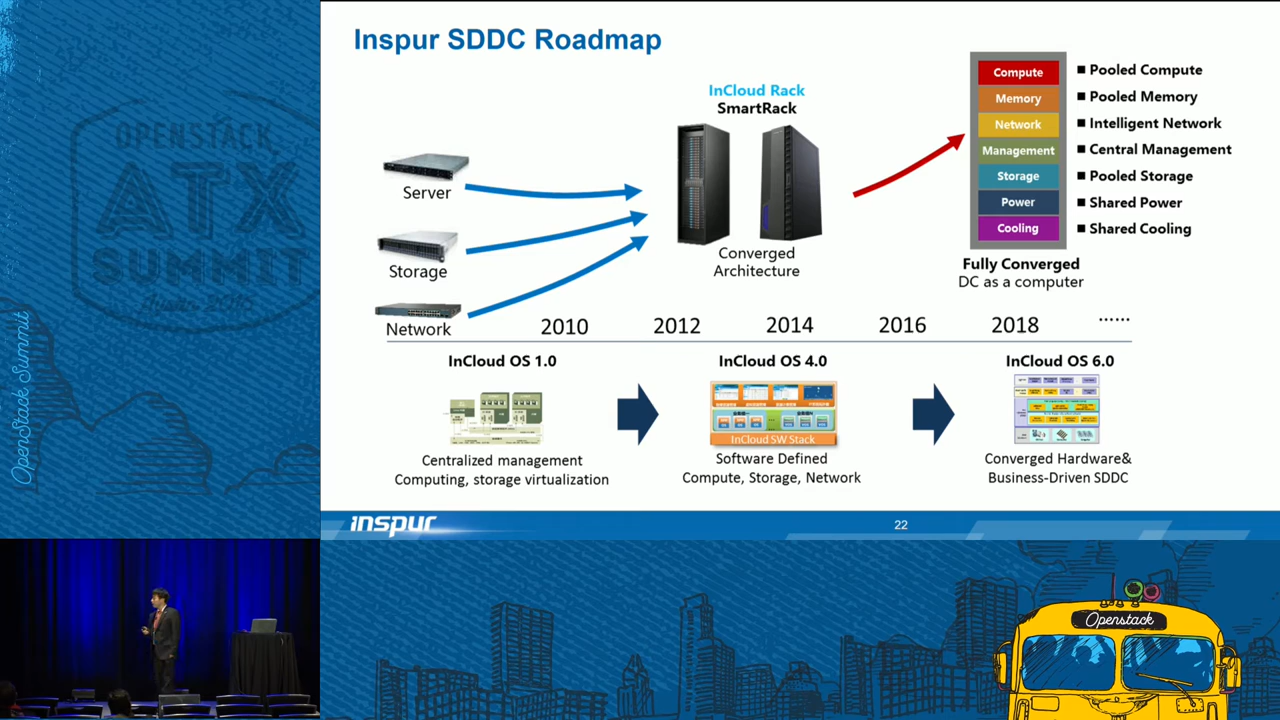 Inspur SDDC Roadmap
InCloud Rack
SmartRack
Server
Storage
Network
Converged
Architecture
Compute
Memory
Network
Management
Storage
Power
Cooling
■ Pooled Compute
■ Pooled Memory
■ Intelligent Network
■ Central Management
■ Pooled Storage
■ Shared Power
■ Shared Cooling
Fully Converged
DC as a computer
2010 2012 2014 2016 2018 ......
InCloud OS 1.0
InCloud OS 4.0
InCloud OS 6.0
InCloud SW Stack
Centralized management
Computing, storage virtualization
Software Defined
Compute, Storage, Network
Converged Hardware&
Business-Driven SDDC
inspur
22
OPENSTACK
ATX
SUMMIT
OpenStack Summit
Openstack